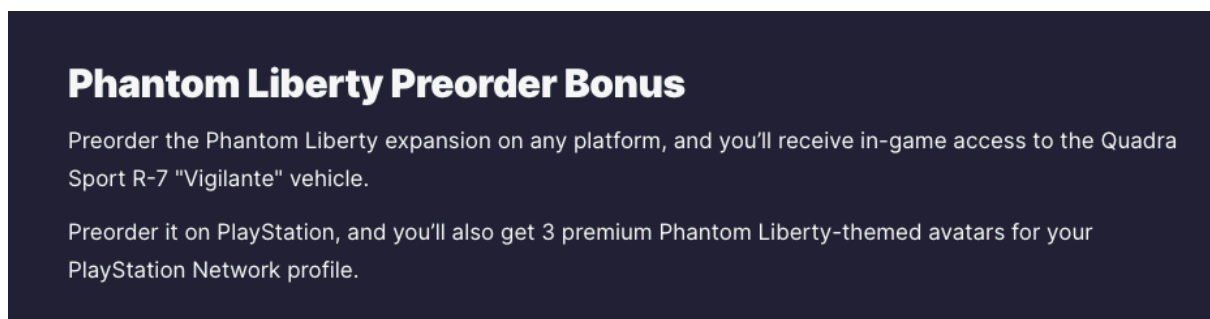 Phantom Liberty Preorder Bonus
Preorder the Phantom Liberty expansion on any platform, and you’ll receive in-game access to the Quadra
Sport R-7 "Vigilante" vehicle.
Preorder it on PlayStation, and you’ll also get 3 premium Phantom Liberty-themed avatars for your
PlayStation Network profile.